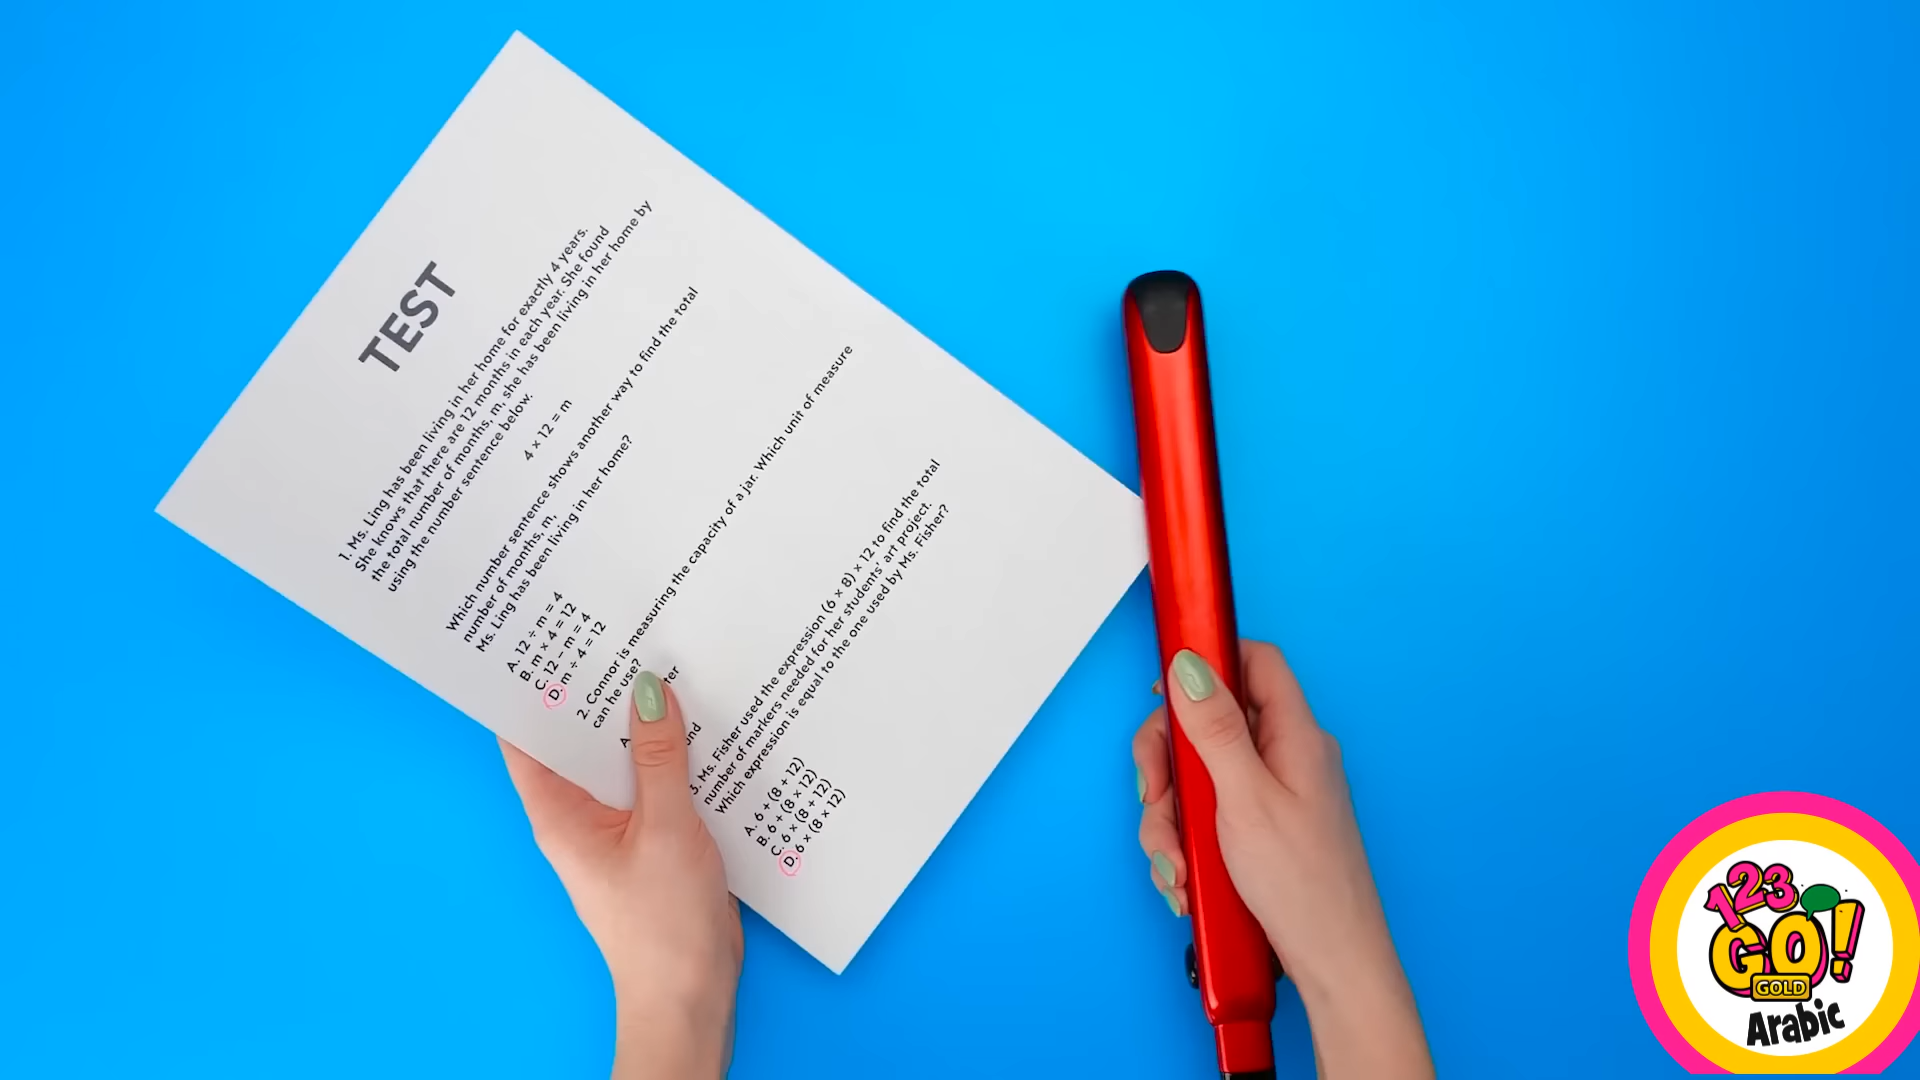 TEST
1. Ms. Ling has been living in her home for exactly 4 years.
She knows that there are 12 months in each year. She found
the total number of months, m, she has been living in her home by
using the number sentence below.
4 × 12 = m
Which number sentence shows another way to find the total
number of months, m,
Ms. Ling has been living in her home?
A. 12 ÷ m = 4
B. m × 4 = 12
C. 12 − m = 4
D. m ÷ 4 = 12
2. Connor is measuring the capacity of a jar. Which unit of measure
can he use?
A.
3. Ms. Fisher used the expression (6 × 8) × 12 to find the total
number of markers needed for her students' art project.
Which expression is equal to the one used by Ms. Fisher?
A. 6 + (8 + 12)
B. 6 + (8 × 12)
C. 6 × (8 + 12)
D. 6 × (8 × 12)
123
GO!
GOLD
Arabic